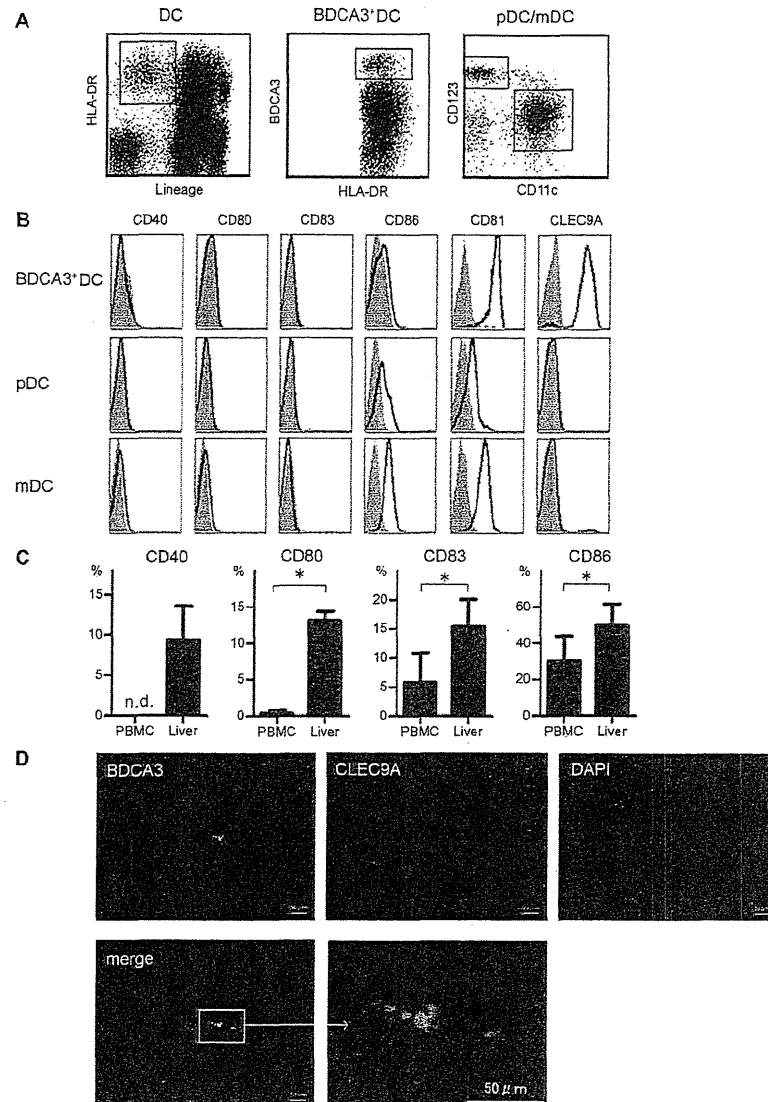 A
DC
BDCA3⁺DC
pDC/mDC
HLA-DR
Lineage
BDCA3
HLA-DR
CD123
CD11c
B
CD40 CD80 CD83 CD86 CD81 CLEC9A
BDCA3⁺DC
pDC
mDC
C
CD40
%
15
10
5
0
n.d.
PBMC Liver
CD80
%
15
10
5
0
*
PBMC Liver
CD83
%
20
15
10
5
0
*
PBMC Liver
CD86
%
60
40
20
0
*
PBMC Liver
D
BDCA3
CLEC9A
DAPI
merge
50 μm